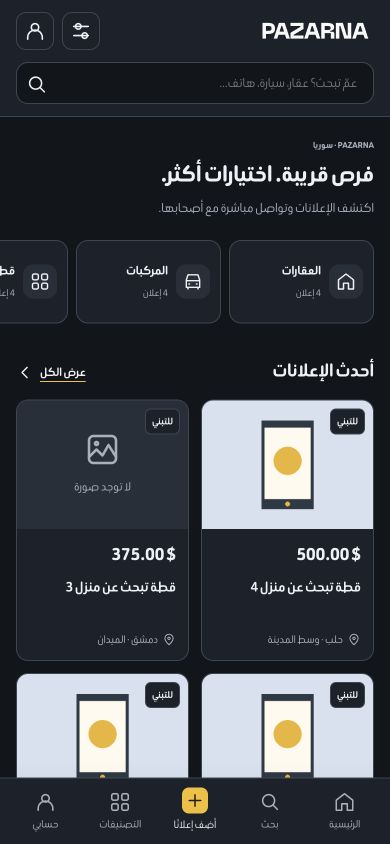 PAZARNA
عمّ تبحث؟ عقار، سيارة، هاتف...
PAZARNA · سوريا
فرص قريبة. اختيارات أكثر.
اكتشف الإعلانات وتواصل مباشرة مع أصحابها.
العقارات
4 إعلان
المركبات
4 إعلان
أحدث الإعلانات
عرض الكل
للتبني
500.00 $
قطة تبحث عن منزل 4
حلب · وسط المدينة
للتبني
لا توجد صورة
375.00 $
قطة تبحث عن منزل 3
دمشق · الميدان
للتبني
للتبني
الرئيسية
بحث
أضف إعلانًا
التصنيفات
حسابي